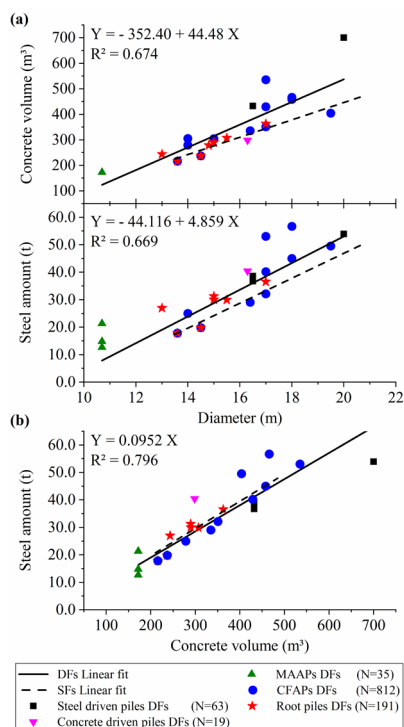 (a)
Y = - 352.40 + 44.48 X
R² = 0.674
Concrete volume (m³)
700
600
500
400
300
200
100
Y = - 44.116 + 4.859 X
R² = 0.669
Steel amount (t)
60.0
50.0
40.0
30.0
20.0
10.0
0.0
10 12 14 16 18 20 22
Diameter (m)
(b)
Y = 0.0952 X
R² = 0.796
Steel amount (t)
60.0
50.0
40.0
30.0
20.0
10.0
0.0
100 200 300 400 500 600 700
Concrete volume (m³)
DFs Linear fit
SFs Linear fit
Steel driven piles DFs (N=63)
Concrete driven piles DFs (N=19)
MAAPs DFs (N=35)
CFAPs DFs (N=812)
Root piles DFs (N=191)